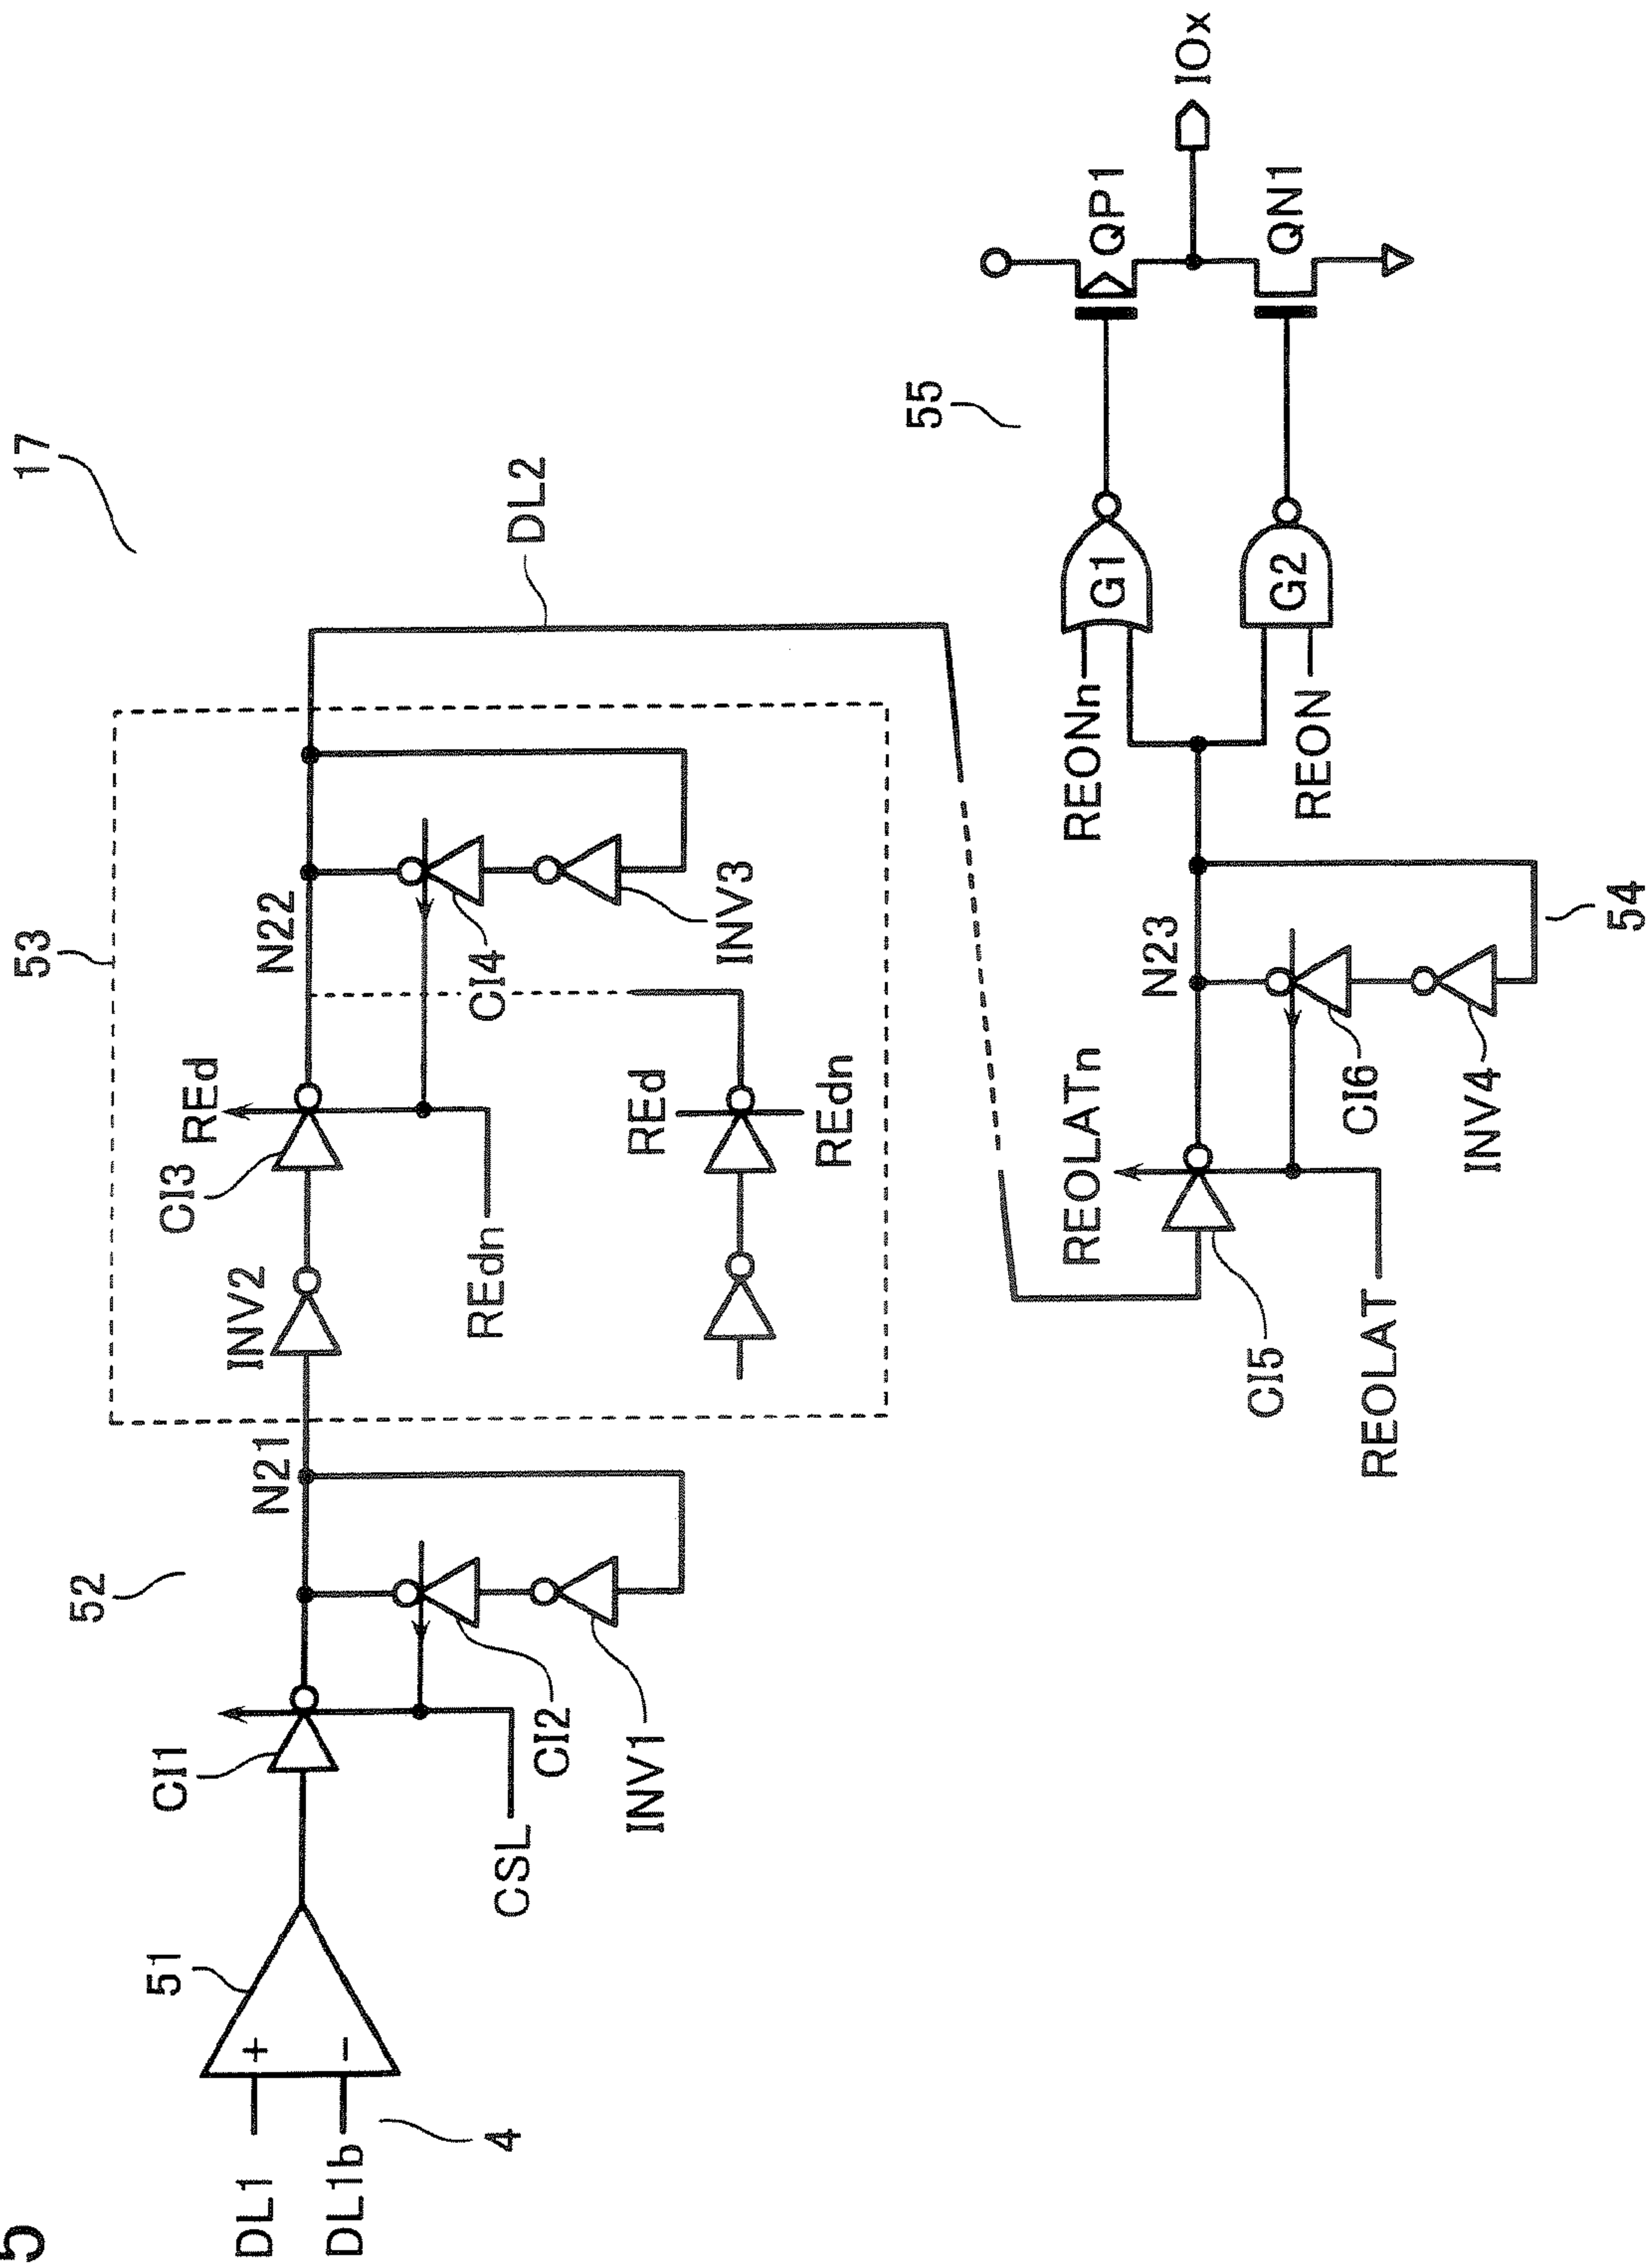 5
17
DL1
DL1b
4
+
−
51
CI1
CSL
CI2
INV1
52
N21
53
INV2
CI3
REd
REdn
N22
CI4
INV3
REd
REdn
DL2
REOLATn
CI5
REOLAT
N23
CI6
INV4
54
REONn
REON
G1
G2
55
QP1
QN1
IOx